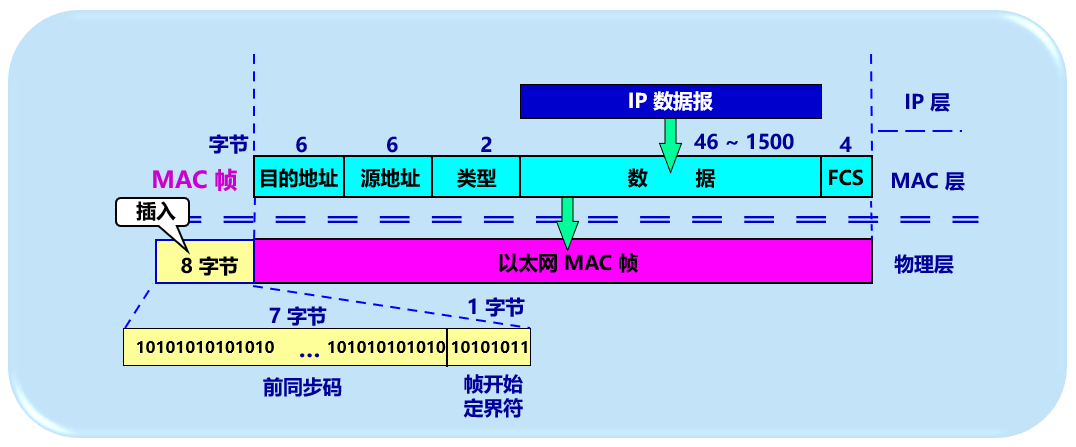 IP 数据报
IP 层
字节 6 6 2 46 ~ 1500 4
MAC 帧 目的地址 源地址 类型 数 据 FCS MAC 层
插入
8 字节 以太网 MAC 帧 物理层
7 字节 1 字节
10101010101010 … 101010101010 10101011
前同步码 帧开始
定界符